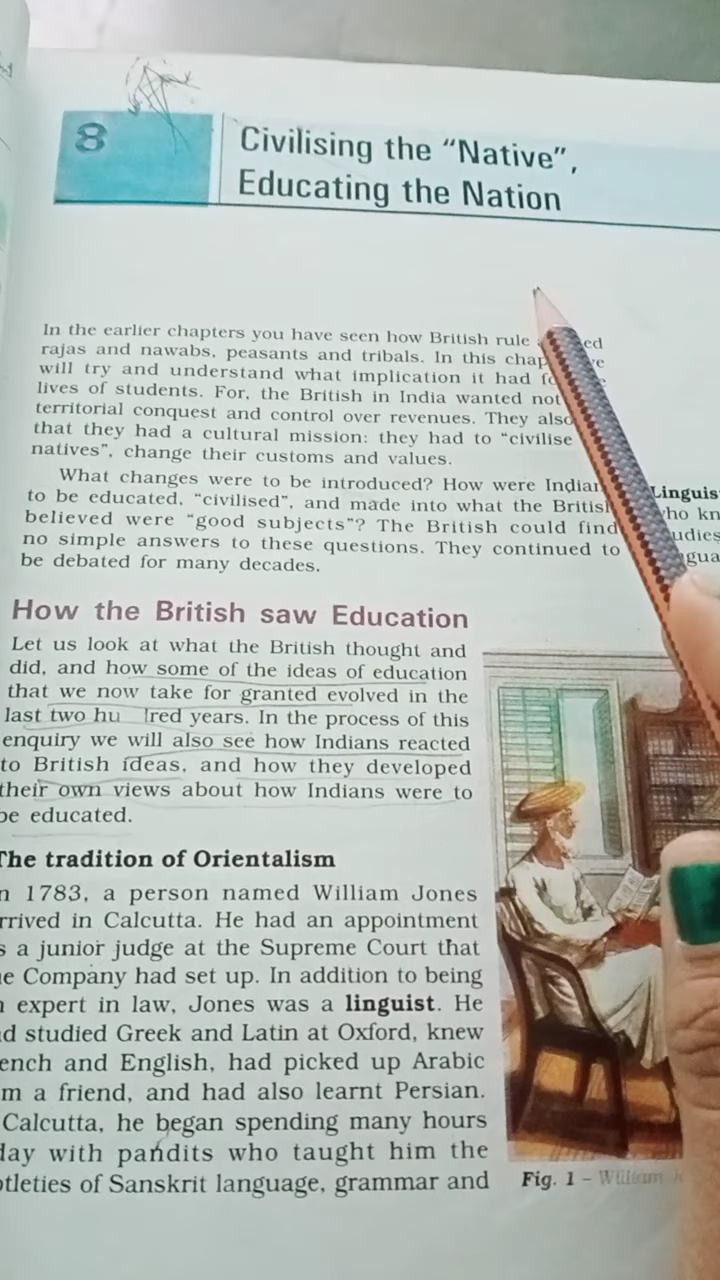 8
Civilising the "Native",
Educating the Nation
In the earlier chapters you have seen how British rule
rajas and nawabs, peasants and tribals. In this
will try and understand what implication it had
lives of students. For, the British in India wanted not
territorial conquest and control over revenues. They also
that they had a cultural mission: they had to "civilise
natives", change their customs and values.
What changes were to be introduced? How were
to be educated, "civilised", and made into what the
believed were "good subjects"? The British could find
no simple answers to these questions. They continued to
be debated for many decades.
How the British saw Education
Let us look at what the British thought and
did, and how some of the ideas of education
that we now take for granted evolved in the
last two years. In the process of this
enquiry we will also see how Indians reacted
to British ideas, and how they developed
their own views about how Indians were to
be educated.
The tradition of Orientalism
1783, a person named William Jones
in Calcutta. He had an appointment
a junior judge at the Supreme Court that
Company had set up. In addition to being
expert in law, Jones was a linguist. He
studied Greek and Latin at Oxford, knew
and English, had picked up Arabic
a friend, and had also learnt Persian.
Calcutta, he began spending many hours
with pandits who taught him the
of Sanskrit language, grammar and
Fig. 1 – William